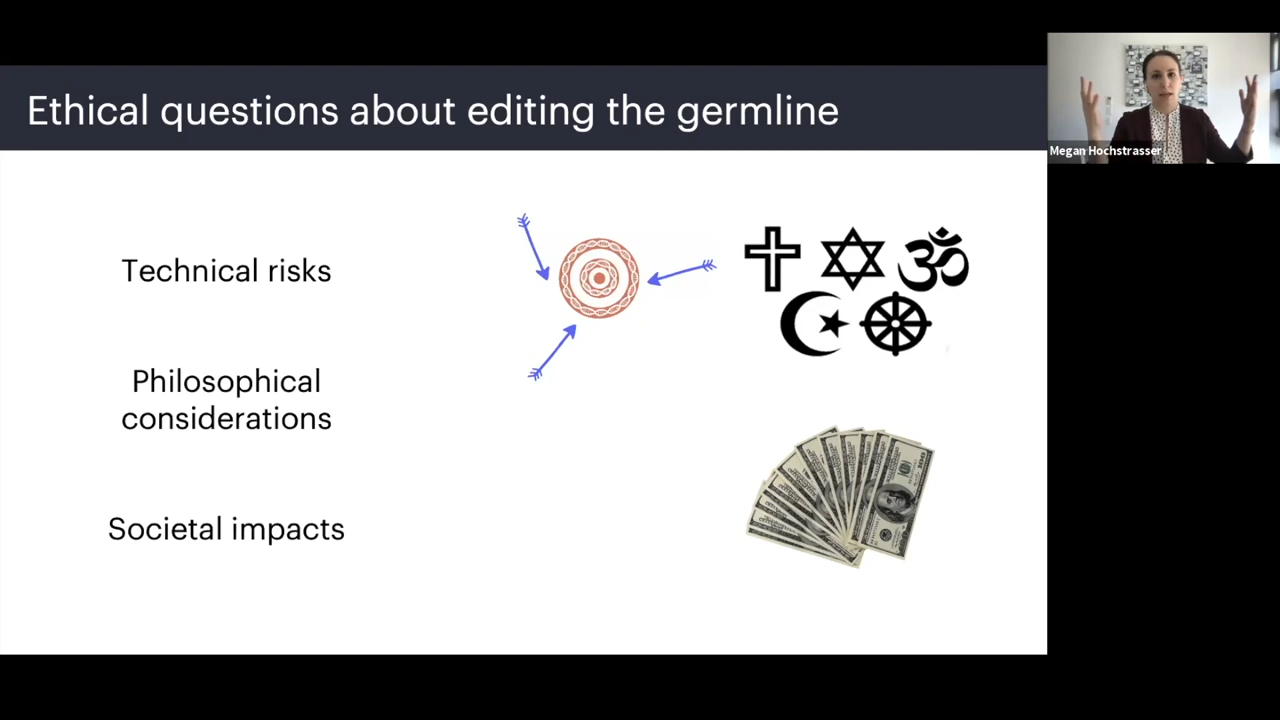 Ethical questions about editing the germline
Megan Hochstrasser
Technical risks
Philosophical
considerations
Societal impacts